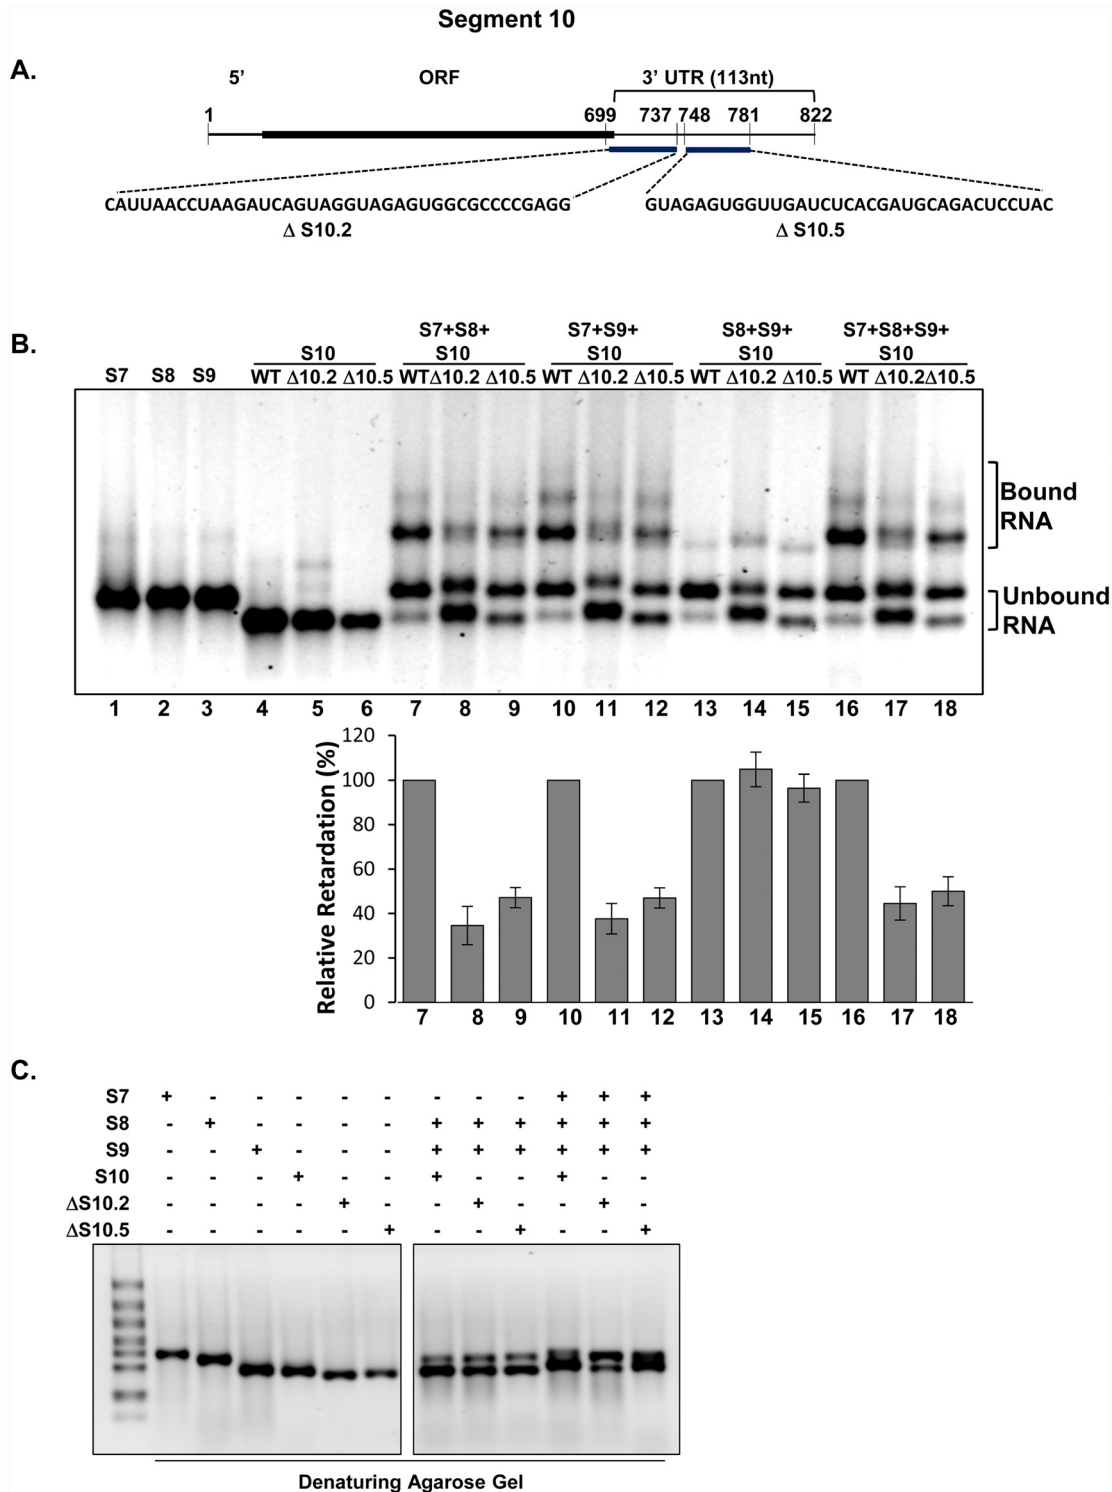 Segment 10
A.
5’ ORF 3’ UTR (113nt)
1 699 737 748 781 822
CAUUAACCUAAGAUCAGUAGGUAGAGUGGCGCCCCGAGG GUAGAGUGGUUGAUCUCACGAUGCAGACUCCUAC
Δ S10.2 Δ S10.5
B.
S7+S8+ S7+S9+ S8+S9+ S7+S8+S9+
S10 S10 S10 S10 S10
S7 S8 S9 WT Δ10.2 Δ10.5 WT Δ10.2 Δ10.5 WT Δ10.2 Δ10.5 WT Δ10.2 Δ10.5 WT Δ10.2 Δ10.5
Bound
RNA
Unbound
RNA
1 2 3 4 5 6 7 8 9 10 11 12 13 14 15 16 17 18
Relative Retardation (%)
120
100
80
60
40
20
0
7 8 9 10 11 12 13 14 15 16 17 18
C.
S7 + - - - - - - - - + + +
S8 - + - - - - + + + + + +
S9 - - + - - - + + + + + +
S10 - - - + - - + - - + - -
ΔS10.2 - - - - + - - + - - + -
ΔS10.5 - - - - - + - - + - - +
Denaturing Agarose Gel